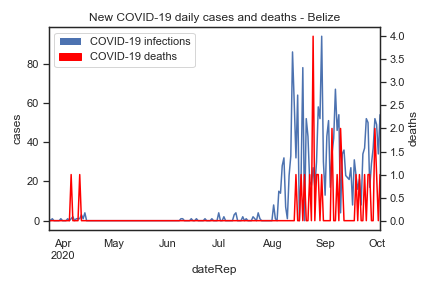 New COVID-19 daily cases and deaths - Belize
COVID-19 infections
COVID-19 deaths
cases
80
60
40
20
0
4.0
3.5
3.0
2.5
2.0
1.5
1.0
0.5
0.0
deaths
Apr May Jun Jul Aug Sep Oct
2020
dateRep